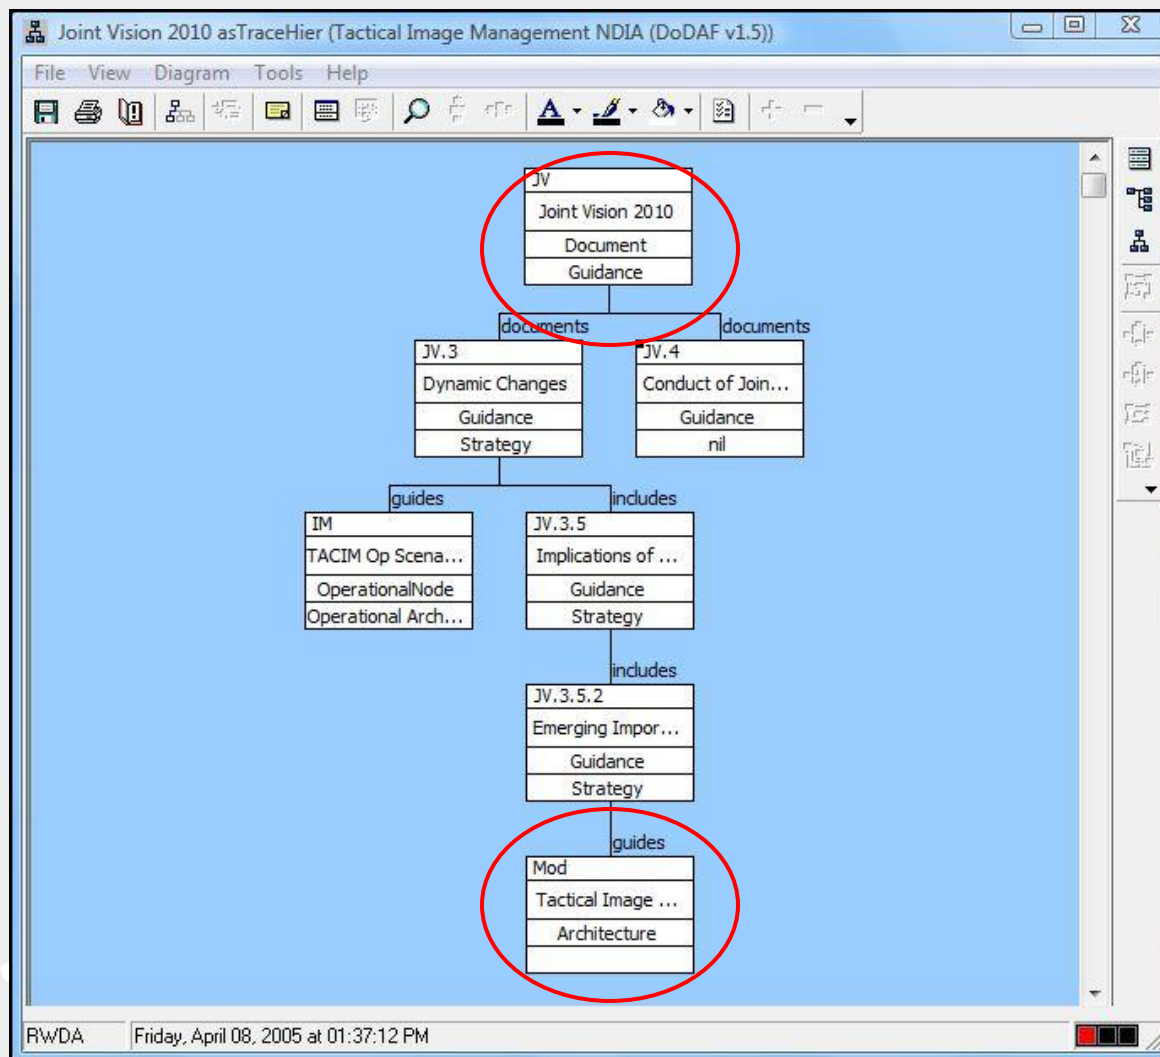 Joint Vision 2010 asTraceHier (Tactical Image Management NDIA (DoDAF v1.5))
File View Diagram Tools Help
JV
Joint Vision 2010
Document
Guidance
documents documents
JV.3
Dynamic Changes
Guidance
Strategy
JV.4
Conduct of Join...
Guidance
nil
guides includes
IM
TACIM Op Scena...
OperationalNode
Operational Arch...
JV.3.5
Implications of ...
Guidance
Strategy
includes
JV.3.5.2
Emerging Impor...
Guidance
Strategy
guides
Mod
Tactical Image ...
Architecture
RWDA Friday, April 08, 2005 at 01:37:12 PM